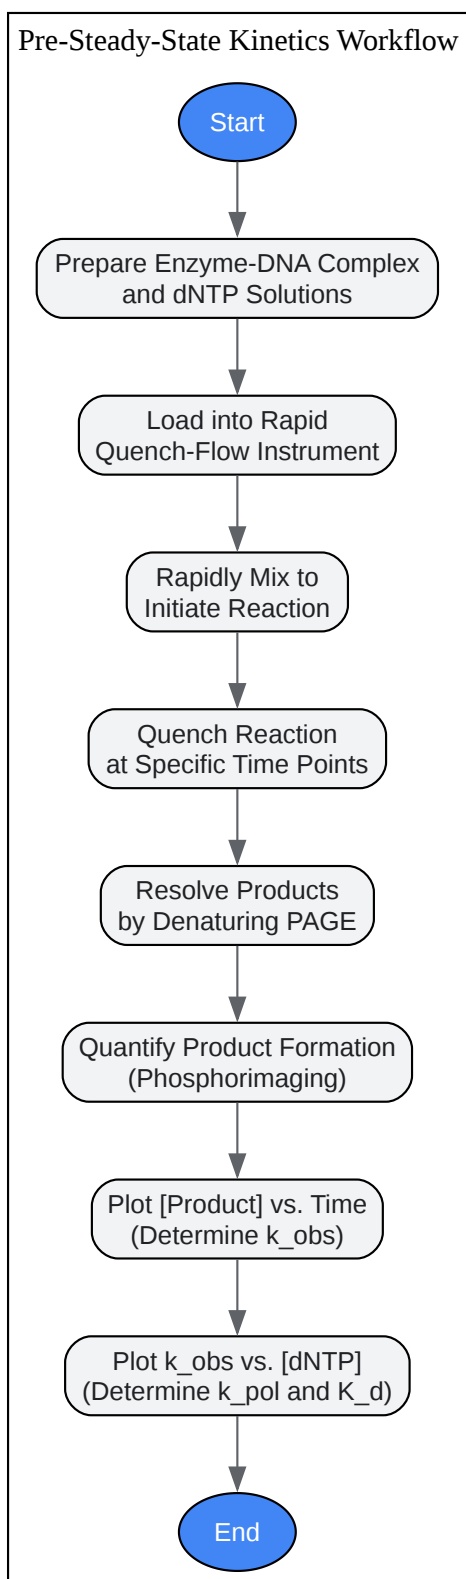 Pre-Steady-State Kinetics Workflow
Start
Prepare Enzyme-DNA Complex
and dNTP Solutions
Load into Rapid
Quench-Flow Instrument
Rapidly Mix to
Initiate Reaction
Quench Reaction
at Specific Time Points
Resolve Products
by Denaturing PAGE
Quantify Product Formation
(Phosphorimaging)
Plot [Product] vs. Time
(Determine k_obs)
Plot k_obs vs. [dNTP]
(Determine k_pol and K_d)
End